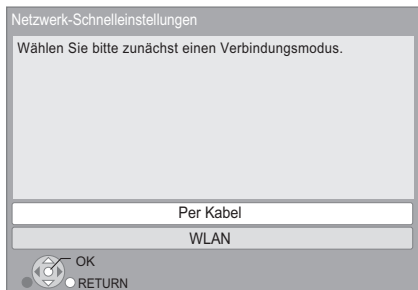 Netzwerk-Schnelleinstellungen
Wählen Sie bitte zunächst einen Verbindungsmodus.
Per Kabel
WLAN
OK
RETURN